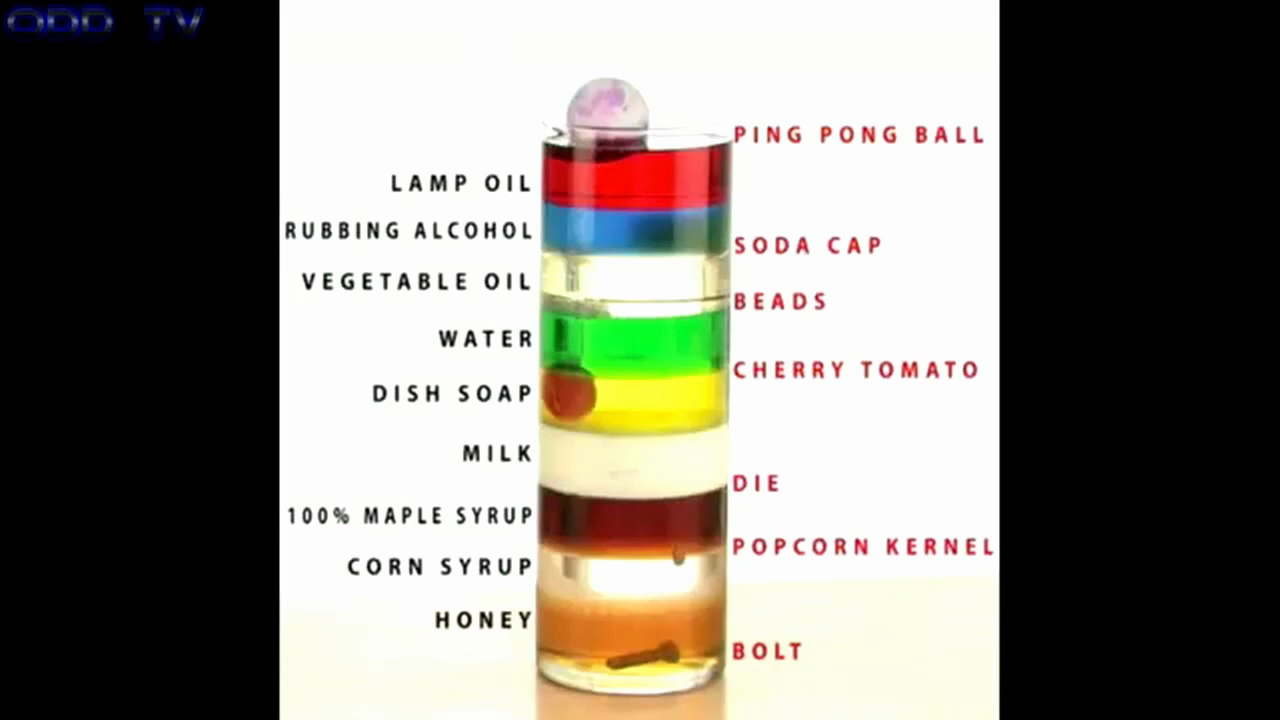 ODD TV
PING PONG BALL
LAMP OIL
RUBBING ALCOHOL
SODA CAP
VEGETABLE OIL
BEADS
WATER
CHERRY TOMATO
DISH SOAP
MILK
DIE
100% MAPLE SYRUP
POPCORN KERNEL
CORN SYRUP
HONEY
BOLT